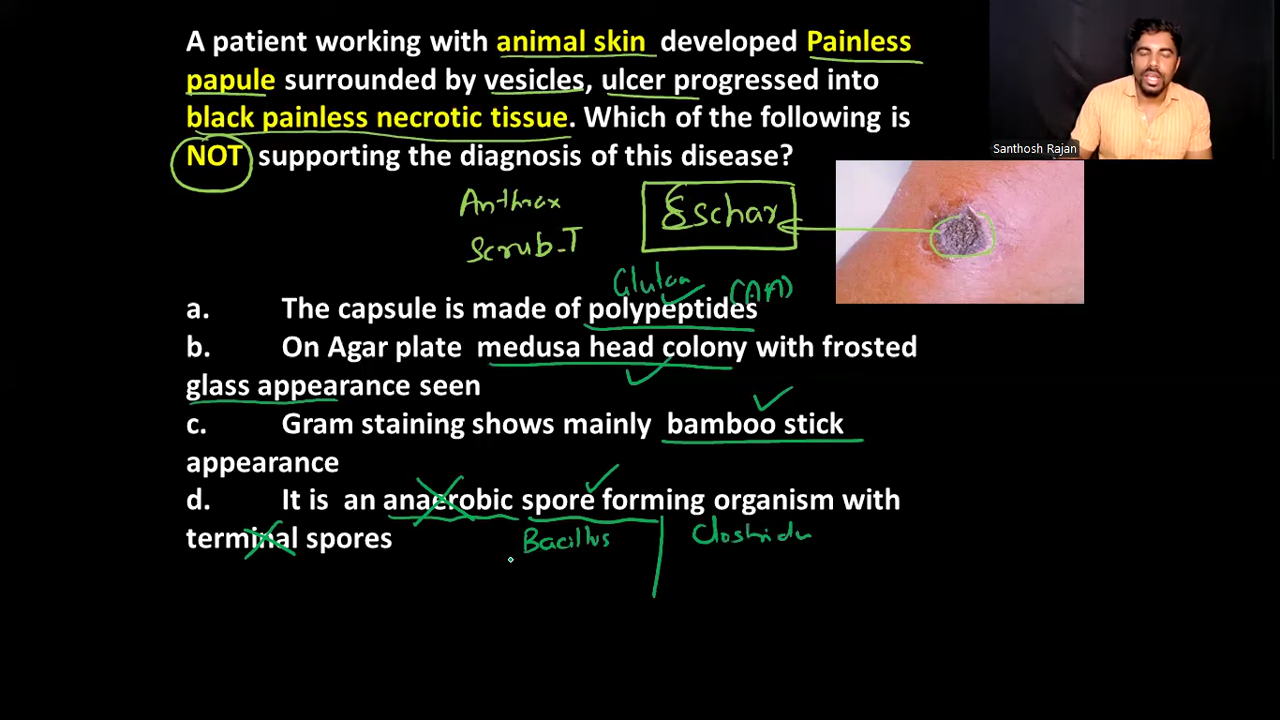 A patient working with animal skin developed Painless
papule surrounded by vesicles, ulcer progressed into
black painless necrotic tissue. Which of the following is
NOT supporting the diagnosis of this disease?
Santhosh Rajan
Anthrax
Eschar
Scrub-T
(AA)
a. The capsule is made of polypeptides
b. On Agar plate medusa head colony with frosted
glass appearance seen
c. Gram staining shows mainly bamboo stick
appearance
d. It is an anaerobic spore forming organism with
terminal spores
Bacillus